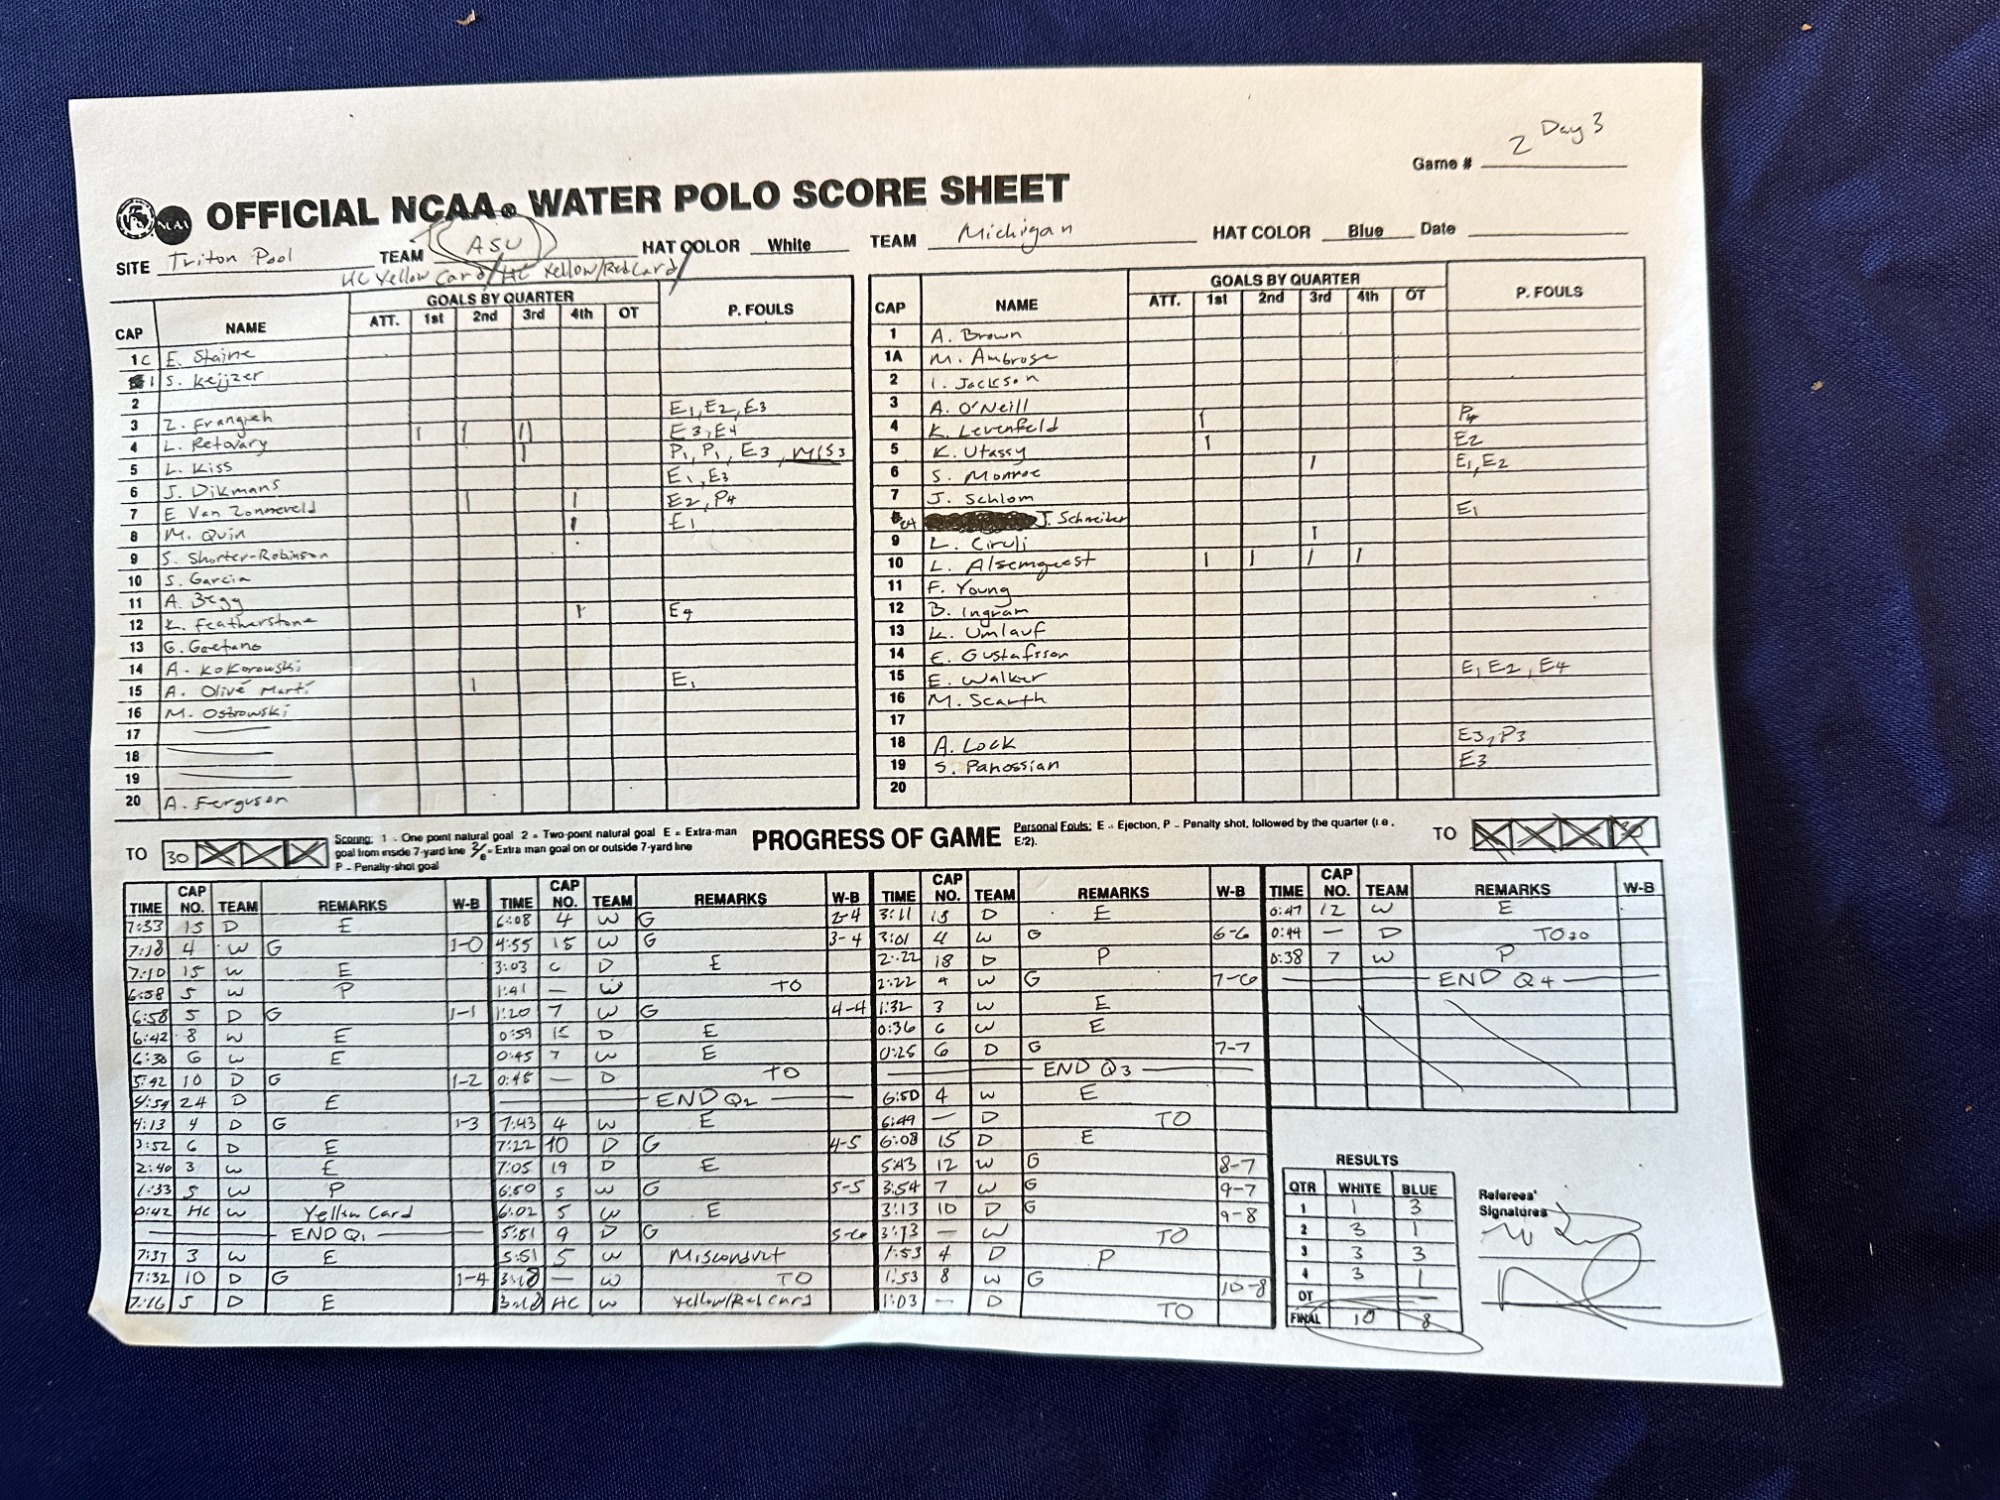 2 Day 3
Game #
OFFICIAL NCAA® WATER POLO SCORE SHEET
NCAA
SITE Triton Pool TEAM ASU HAT COLOR White TEAM Michigan HAT COLOR Blue Date
HC Yellow Card/HC Yellow/Red Card/
CAP NAME GOALS BY QUARTER P. FOULS
ATT. 1st 2nd 3rd 4th OT
1C E. Staine
1 S. Keijzer
2
3 Z. Frangieh E1, E2, E3
4 L. Retovary | | || E3, E4
5 L. Kiss | P1, P1, E3, MIS3
6 J. Dikmans E1, E3
7 E Van Zonneveld | | E2, P4
8 M. Quin | E1
9 S. Shorter-Robinson
10 S. Garcia
11 A. Begg
12 K. Featherstone | E4
13 G. Gaetano
14 A. Kokorowski
15 A. Olivé Martí | E1
16 M. Ostrowski
17
18
19
20 A. Ferguson
CAP NAME GOALS BY QUARTER P. FOULS
ATT. 1st 2nd 3rd 4th OT
1 A. Brown
1A M. Ambrose
2 I. Jackson
3 A. O'Neill
4 K. Levenfeld | P4
5 K. Utassy | E2
6 S. Monroe | E1, E2
7 J. Schlom
24 J. Schneider E1
9 L. Ciruli |
10 L. Alsemgeest | | | |
11 F. Young
12 B. Ingram
13 K. Umlauf
14 E. Gustafsson
15 E. Walker E1 E2, E4
16 M. Scarth
17
18 A. Lock E3, P3
19 S. Panossian E3
20
TO 30
Scoring: 1 - One point natural goal 2 = Two-point natural goal E = Extra-man
goal from inside 7-yard line 2/e = Extra man goal on or outside 7-yard line
P - Penalty-shot goal
PROGRESS OF GAME
Personal Fouls: E - Ejection, P - Penalty shot, followed by the quarter (i.e.,
E:2).
TO 30
TIME CAP NO. TEAM REMARKS W-B
7:33 15 D E
7:18 4 W G 1-0
7:10 15 W E
6:58 5 W P
6:58 5 D G 1-1
6:42 8 W E
6:30 6 W E
5:42 10 D G 1-2
4:54 24 D E
4:13 4 D G 1-3
3:52 6 D E
2:40 3 W E
1:33 5 W P
0:42 HC W Yellow Card
END Q1
7:37 3 W E
7:32 10 D G 1-4
7:16 5 D E
TIME CAP NO. TEAM REMARKS W-B
6:08 4 W G 2-4
4:55 15 W G 3-4
3:03 6 D E
1:41 — W TO
1:20 7 W G 4-4
0:59 15 D E
0:45 7 W E
0:45 — D TO
END Q2
7:43 4 W E
7:22 10 D G 4-5
7:05 19 D E
6:50 5 W G 5-5
6:02 5 W E
5:51 9 D G 5-6
5:51 5 W Misconduct
3:18 — W TO
3:18 HC W Yellow/Red Card
TIME CAP NO. TEAM REMARKS W-B
3:11 18 D E
3:01 4 W G 6-6
2:22 18 D P
2:22 4 W G 7-6
1:32 3 W E
0:36 6 W E
0:25 6 D G 7-7
END Q3
6:50 4 W E
6:49 — D TO
6:08 15 D E
5:43 12 W G 8-7
3:54 7 W G 9-7
3:13 10 D G 9-8
3:13 — W TO
1:53 4 D P
1:53 8 W G 10-8
1:03 — D TO
TIME CAP NO. TEAM REMARKS W-B
0:47 12 W E
0:44 — D TO30
0:38 7 W P
END Q4
RESULTS
QTR WHITE BLUE
1 1 3
2 3 1
3 3 3
4 3 1
OT
FINAL 10 8
Referees'
Signatures